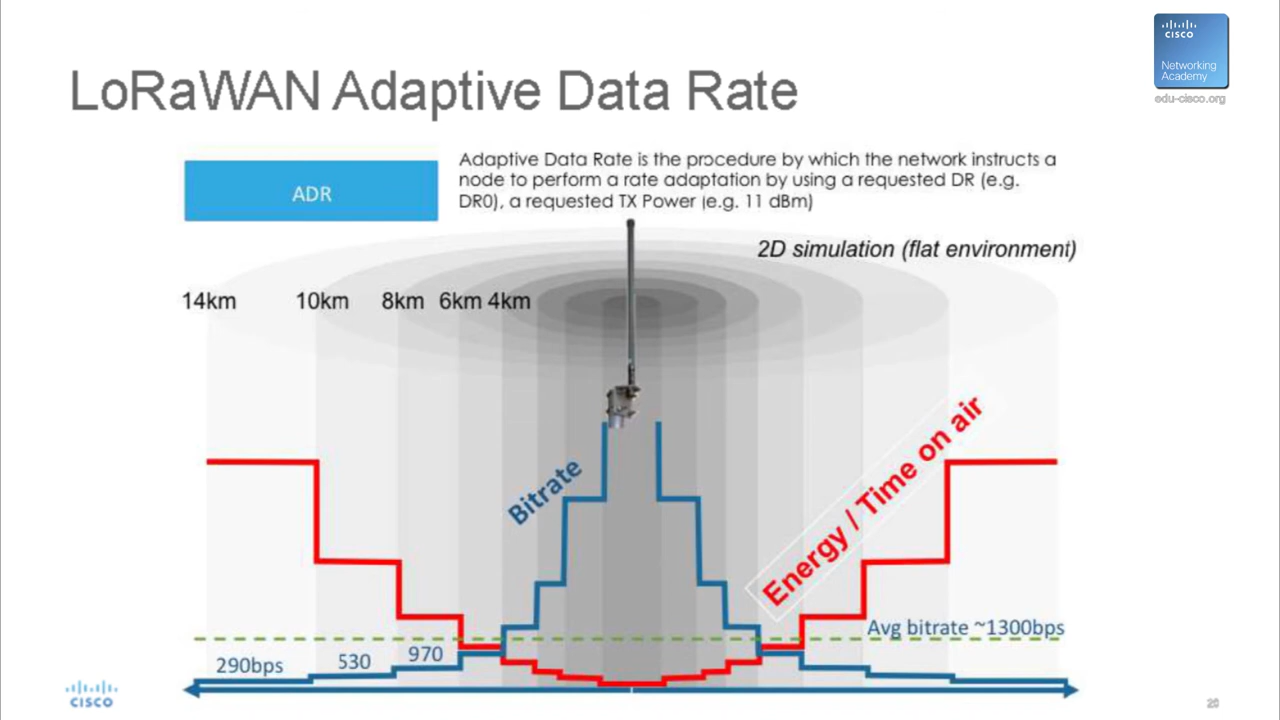 CISCO
Networking
Academy
edu-cisco.org
LoRaWAN Adaptive Data Rate
ADR
Adaptive Data Rate is the procedure by which the network instructs a
node to perform a rate adaptation by using a requested DR (e.g.
DR0), a requested TX Power (e.g. 11 dBm)
2D simulation (flat environment)
14km 10km 8km 6km 4km
Bitrate
Energy / Time on air
Avg bitrate ~1300bps
290bps 530 970
CISCO